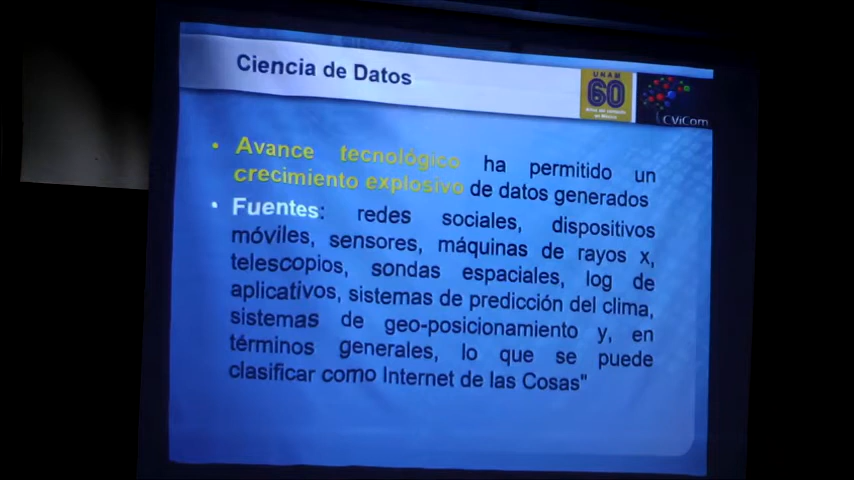 Ciencia de Datos
UNAM
60
CViCom
• Avance tecnológico ha permitido un
crecimiento explosivo de datos generados
• Fuentes: redes sociales, dispositivos
móviles, sensores, máquinas de rayos x,
telescopios, sondas espaciales, log de
aplicativos, sistemas de predicción del clima,
sistemas de geo-posicionamiento y, en
términos generales, lo que se puede
clasificar como Internet de las Cosas"